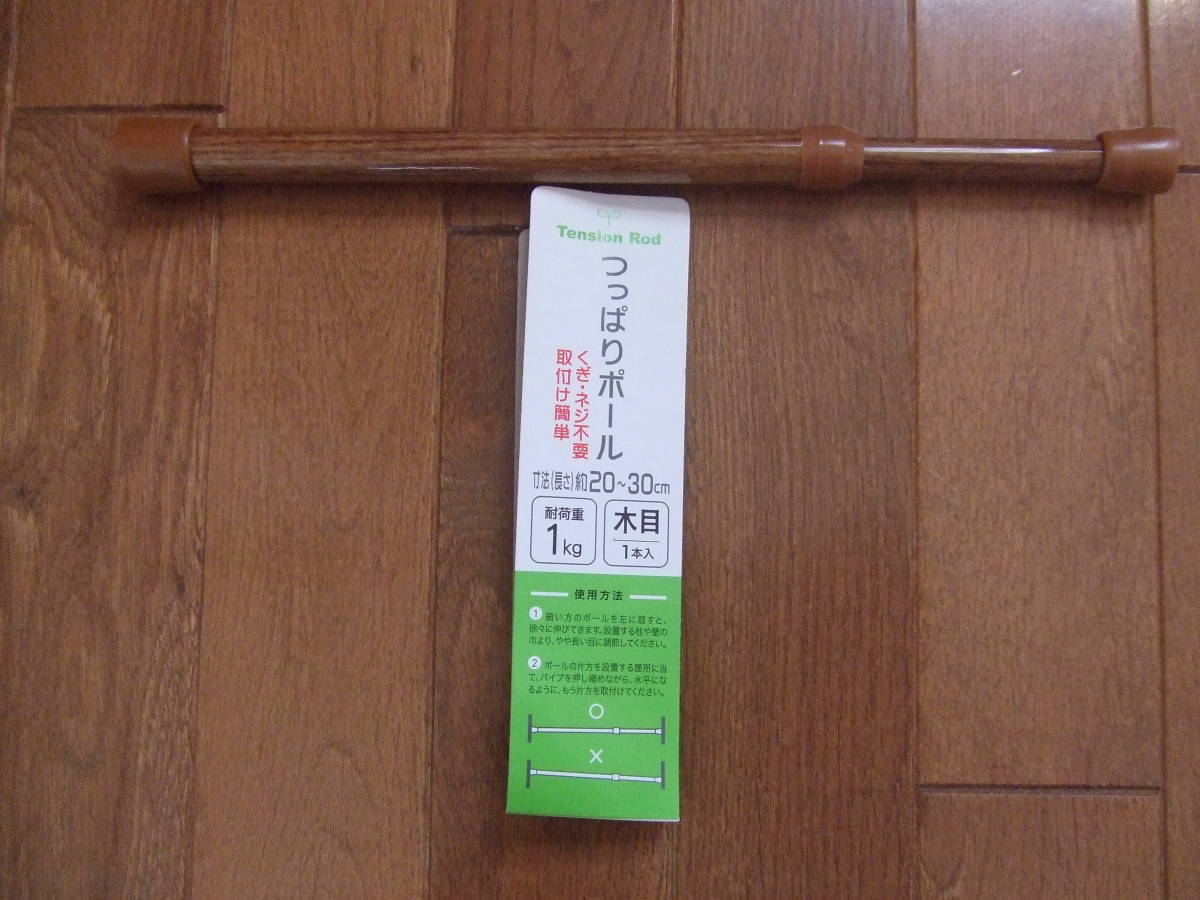 Tension Rod
つっぱりポール
くぎ・ネジ不要
取付け簡単
寸法(長さ)約20~30cm
耐荷重
1kg
木目
1本入
使用方法
1 細い方のポールを左に廻すと、
徐々に伸びてきます。設置する柱や壁の
巾より、やや長い目に調節してください。
2 ポールの片方を設置する箇所に当
て、パイプを押し縮めながら、水平にな
るように、もう片方を取付けてください。
○
×